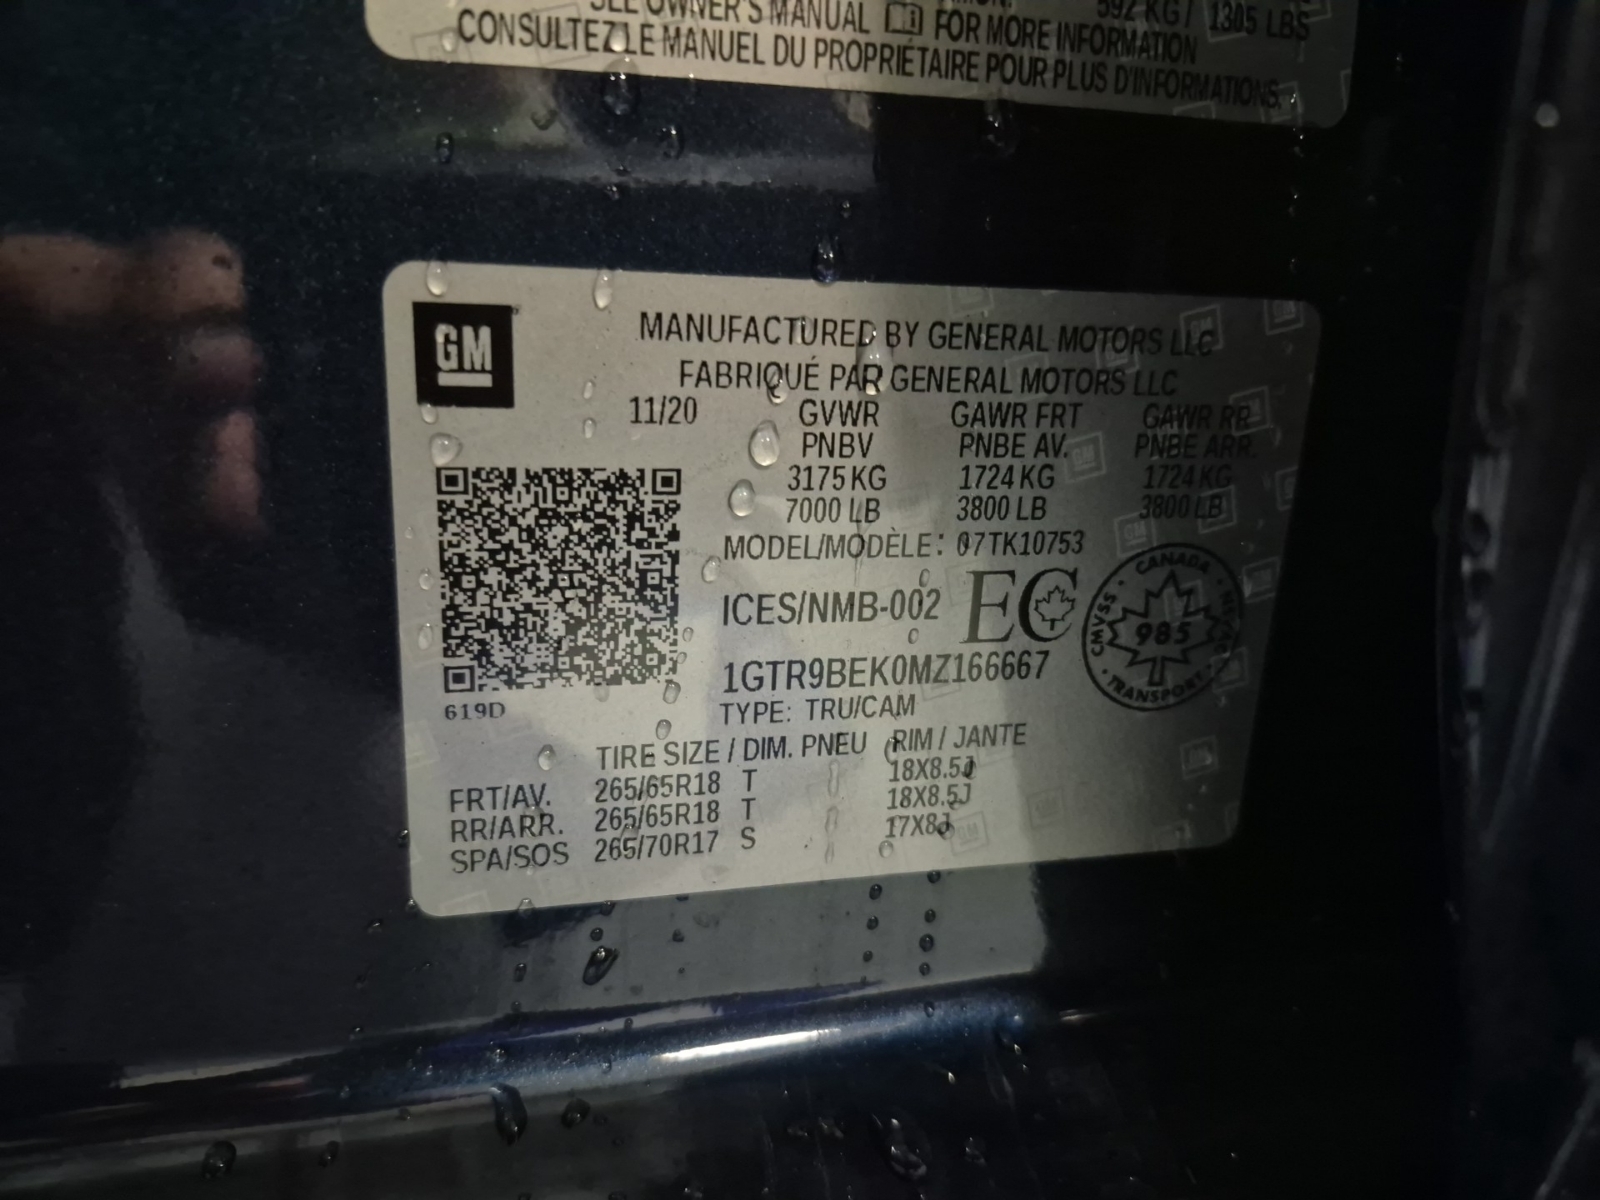 SEE OWNER'S MANUAL FOR MORE INFORMATION
592 KG / 1305 LBS
CONSULTEZ LE MANUEL DU PROPRIÉTAIRE POUR PLUS D'INFORMATIONS.
GM
MANUFACTURED BY GENERAL MOTORS LLC
FABRIQUÉ PAR GENERAL MOTORS LLC
11/20 GVWR GAWR FRT GAWR RR
PNBV PNBE AV. PNBE ARR.
3175 KG 1724 KG 1724 KG
7000 LB 3800 LB 3800 LB
MODEL/MODÈLE: 07TK10753
ICES/NMB-002 EC
CANADA
CMVSS
985
TRANSPORT
1GTR9BEK0MZ166667
619D
TYPE: TRU/CAM
TIRE SIZE / DIM. PNEU RIM / JANTE
FRT/AV. 265/65R18 T 18X8.5J
RR/ARR. 265/65R18 T 18X8.5J
SPA/SOS 265/70R17 S 17X8J